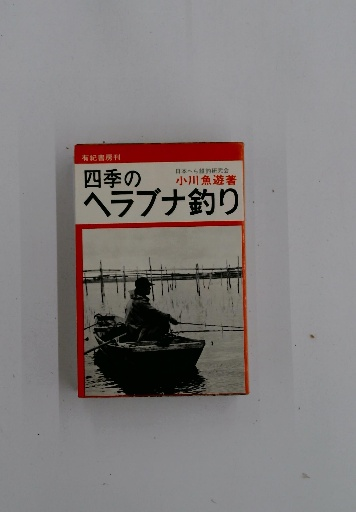 有紀書房刊
四季の
日本へら鮒釣研究会
小川魚遊著
ヘラブナ釣り